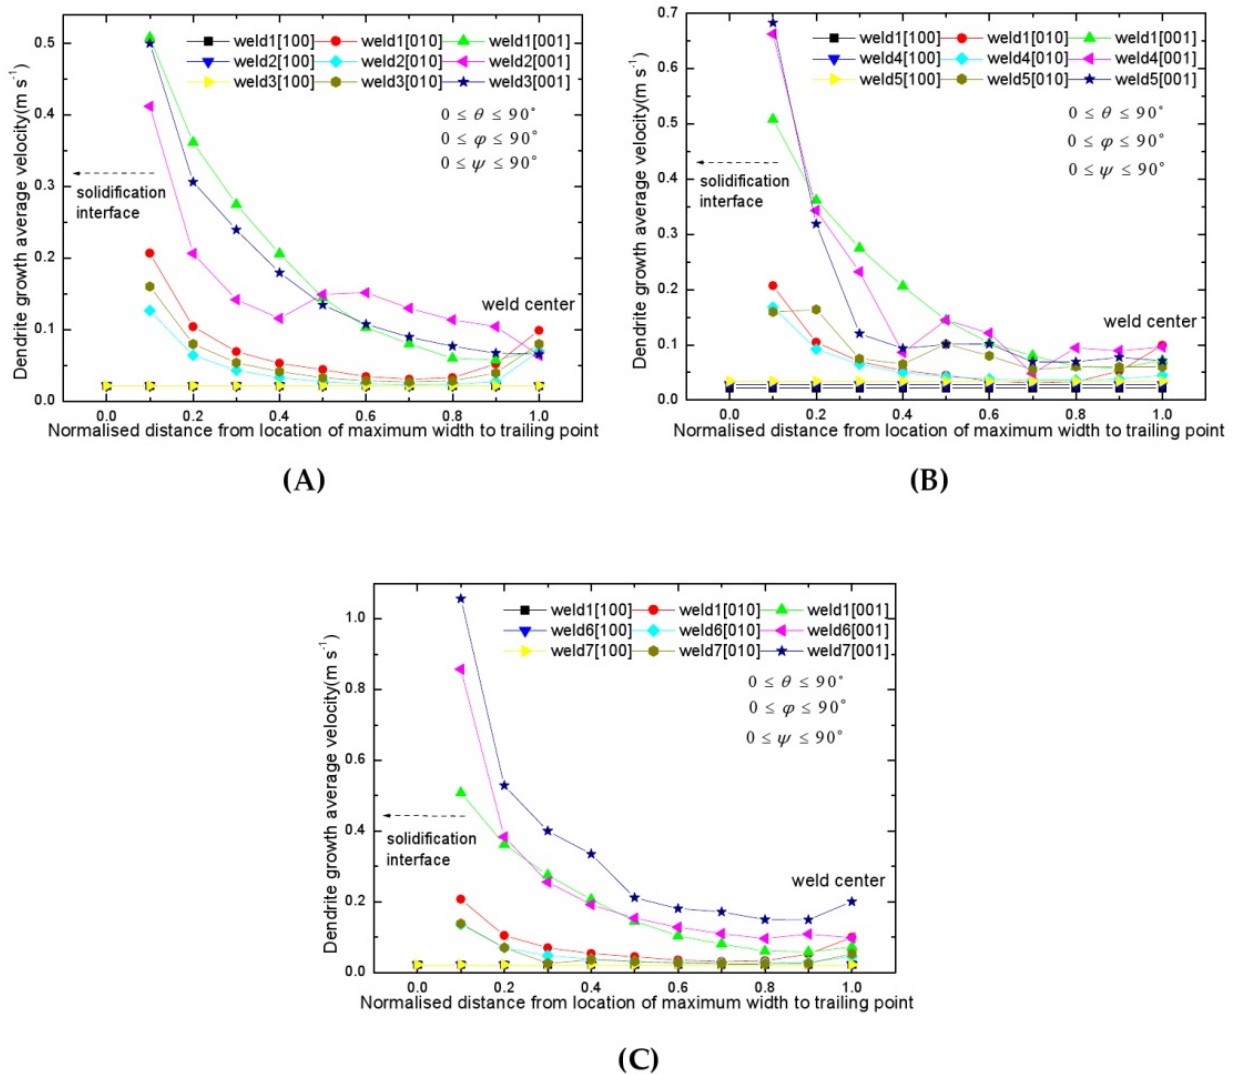 Dendrite growth average velocity(m s⁻¹)
0.5
0.4
0.3
0.2
0.1
0.0
weld1[100] weld1[010] weld1[001]
weld2[100] weld2[010] weld2[001]
weld3[100] weld3[010] weld3[001]
0 ≤ θ ≤ 90°
0 ≤ φ ≤ 90°
0 ≤ ψ ≤ 90°
solidification
interface
weld center
0.0 0.2 0.4 0.6 0.8 1.0
Normalised distance from location of maximum width to trailing point
(A)
Dendrite growth average velocity(m s⁻¹)
0.7
0.6
0.5
0.4
0.3
0.2
0.1
0.0
weld1[100] weld1[010] weld1[001]
weld4[100] weld4[010] weld4[001]
weld5[100] weld5[010] weld5[001]
0 ≤ θ ≤ 90°
0 ≤ φ ≤ 90°
0 ≤ ψ ≤ 90°
solidification
interface
weld center
0.0 0.2 0.4 0.6 0.8 1.0
Normalised distance from location of maximum width to trailing point
(B)
Dendrite growth average velocity(m s⁻¹)
1.0
0.8
0.6
0.4
0.2
0.0
weld1[100] weld1[010] weld1[001]
weld6[100] weld6[010] weld6[001]
weld7[100] weld7[010] weld7[001]
0 ≤ θ ≤ 90°
0 ≤ φ ≤ 90°
0 ≤ ψ ≤ 90°
solidification
interface
weld center
0.0 0.2 0.4 0.6 0.8 1.0
Normalised distance from location of maximum width to trailing point
(C)